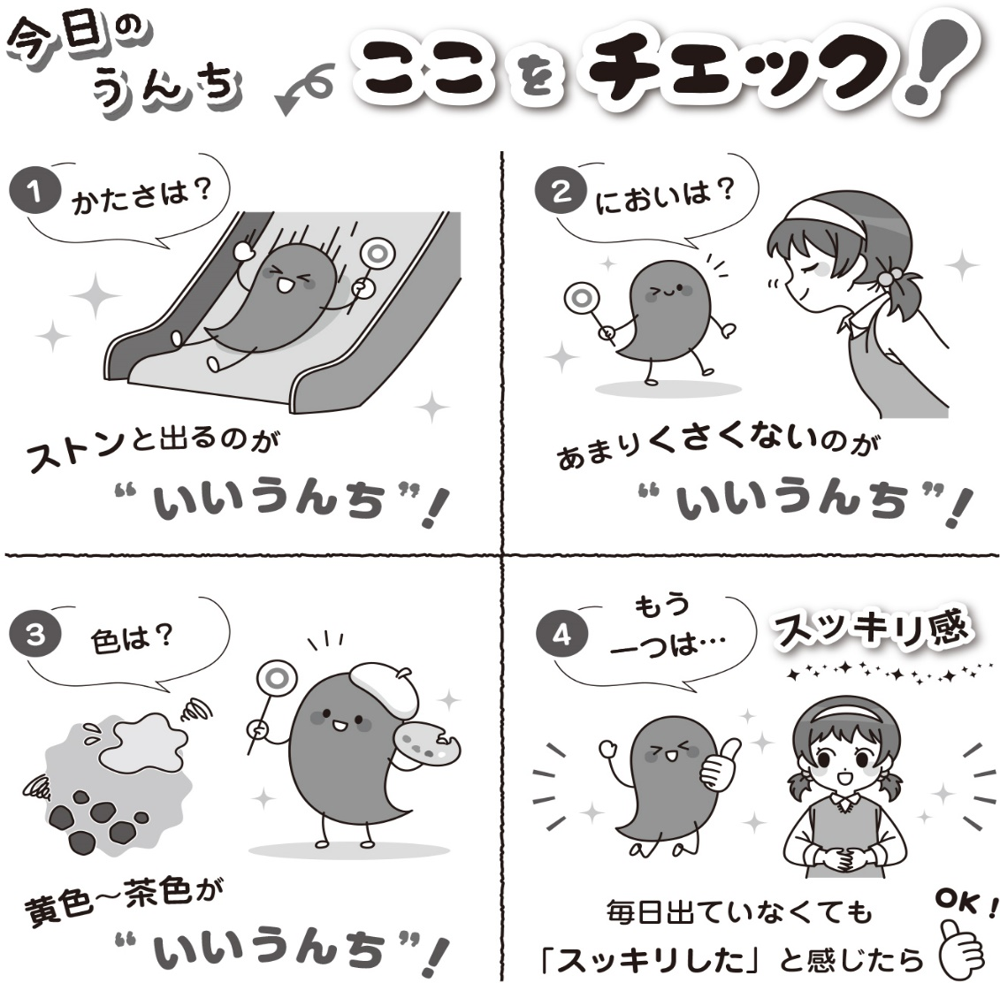 今日の
うんち
ここをチェック!
1 かたさは?
ストンと出るのが
“いいうんち”!
2 においは?
あまりくさくないのが
“いいうんち”!
3 色は?
黄色～茶色が
“いいうんち”!
4 もう
一つは…
スッキリ感
毎日出ていなくても
「スッキリした」と感じたら
OK!